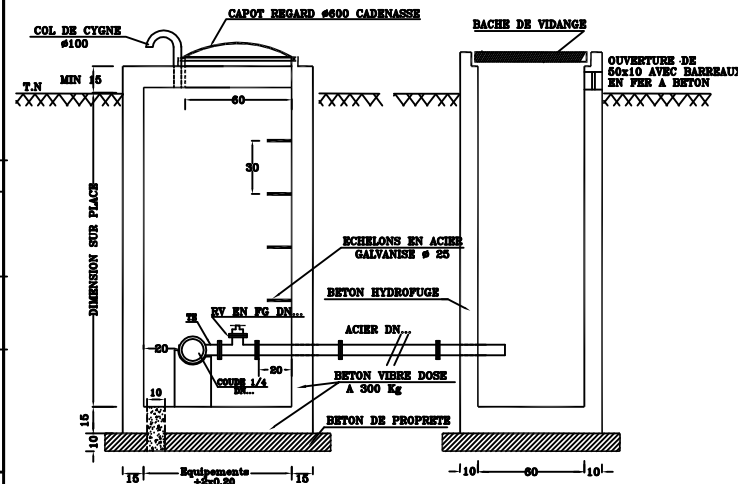 CAPOT REGARD ø600 CADENASSE
COL DE CYGNE
ø100
BACHE DE VIDANGE
OUVERTURE DE
50x10 AVEC BARREAUX
EN FER A BETON
T.N
MIN 15
60
30
DIMENSION SUR PLACE
ECHELONS EN ACIER
GALVANISE ø 25
BETON HYDROFUGE
RV EN FG DN...
TE
ACIER DN...
20
20
COUDE 1/4
DN...
BETON VIBRE DOSE
A 300 Kg
10
15
BETON DE PROPRETE
10
15
Equipements
+2x0.20
15
10
60
10